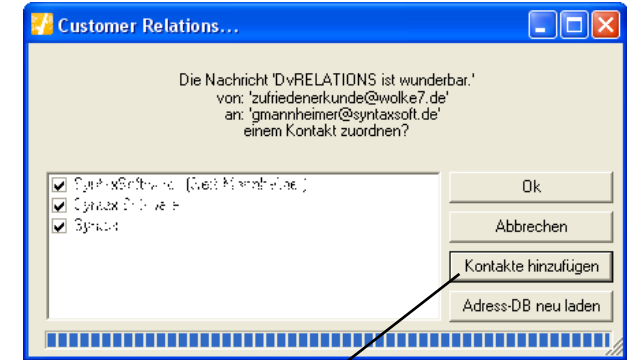 Customer Relations...
Die Nachricht 'DvRELATIONS ist wunderbar.'
von: 'zufriedenerkunde@wolke7.de'
an: 'gmannheimer@syntaxsoft.de'
einem Kontakt zuordnen?
Ok
Abbrechen
Kontakte hinzufügen
Adress-DB neu laden